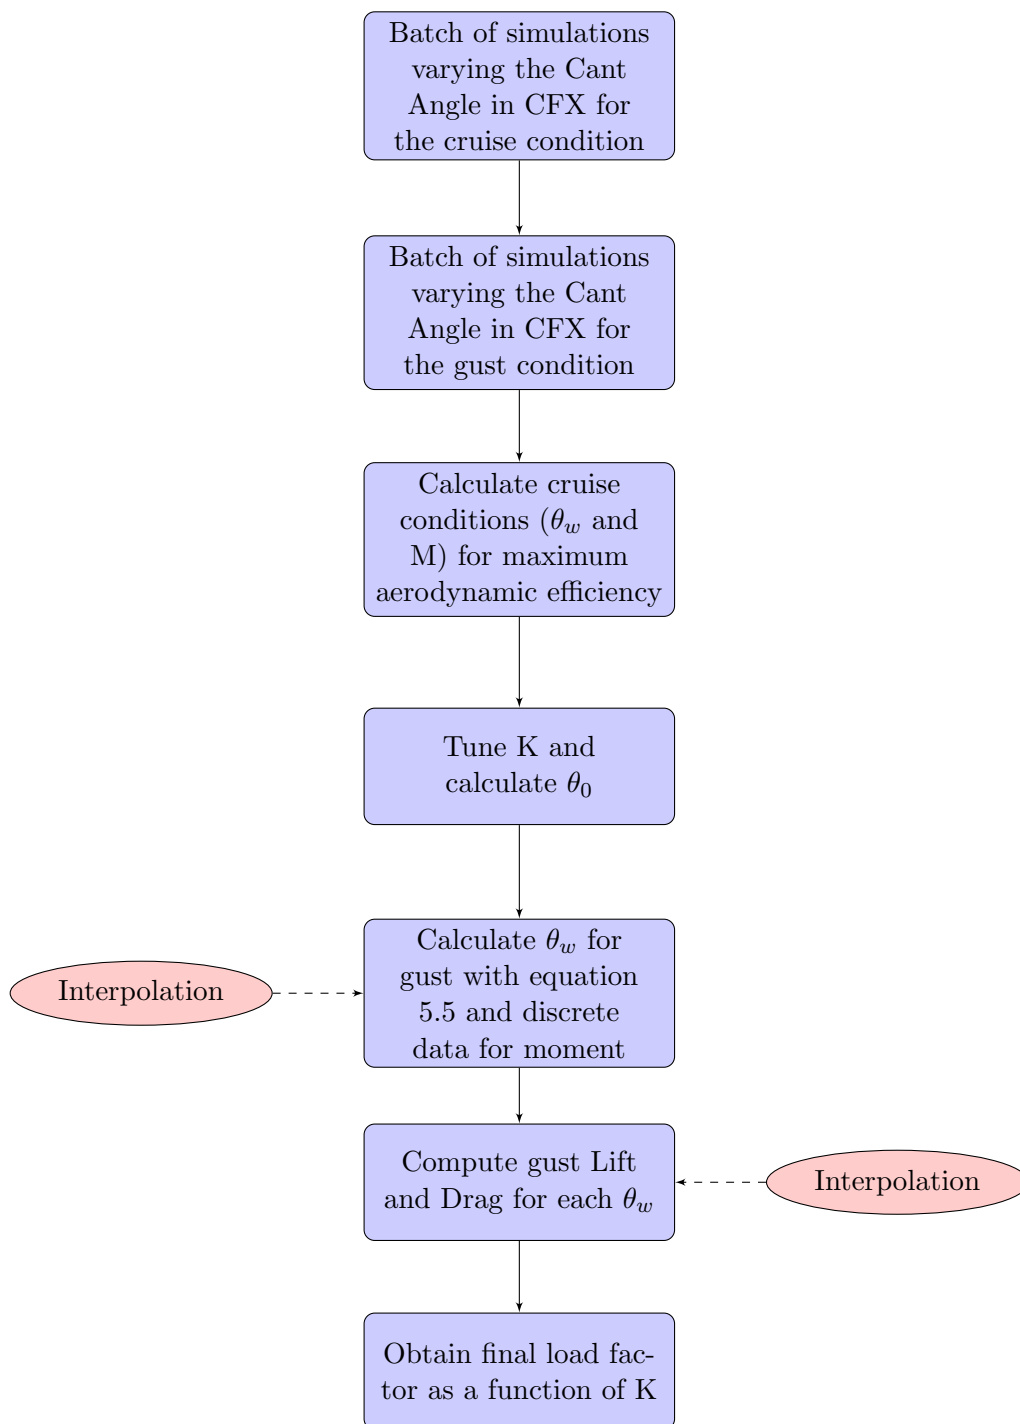 Batch of simulations
varying the Cant
Angle in CFX for
the cruise condition
Batch of simulations
varying the Cant
Angle in CFX for
the gust condition
Calculate cruise
conditions (θ_w and
M) for maximum
aerodynamic efficiency
Tune K and
calculate θ_0
Calculate θ_w for
gust with equation
5.5 and discrete
data for moment
Interpolation
Compute gust Lift
and Drag for each θ_w
Interpolation
Obtain final load fac-
tor as a function of K